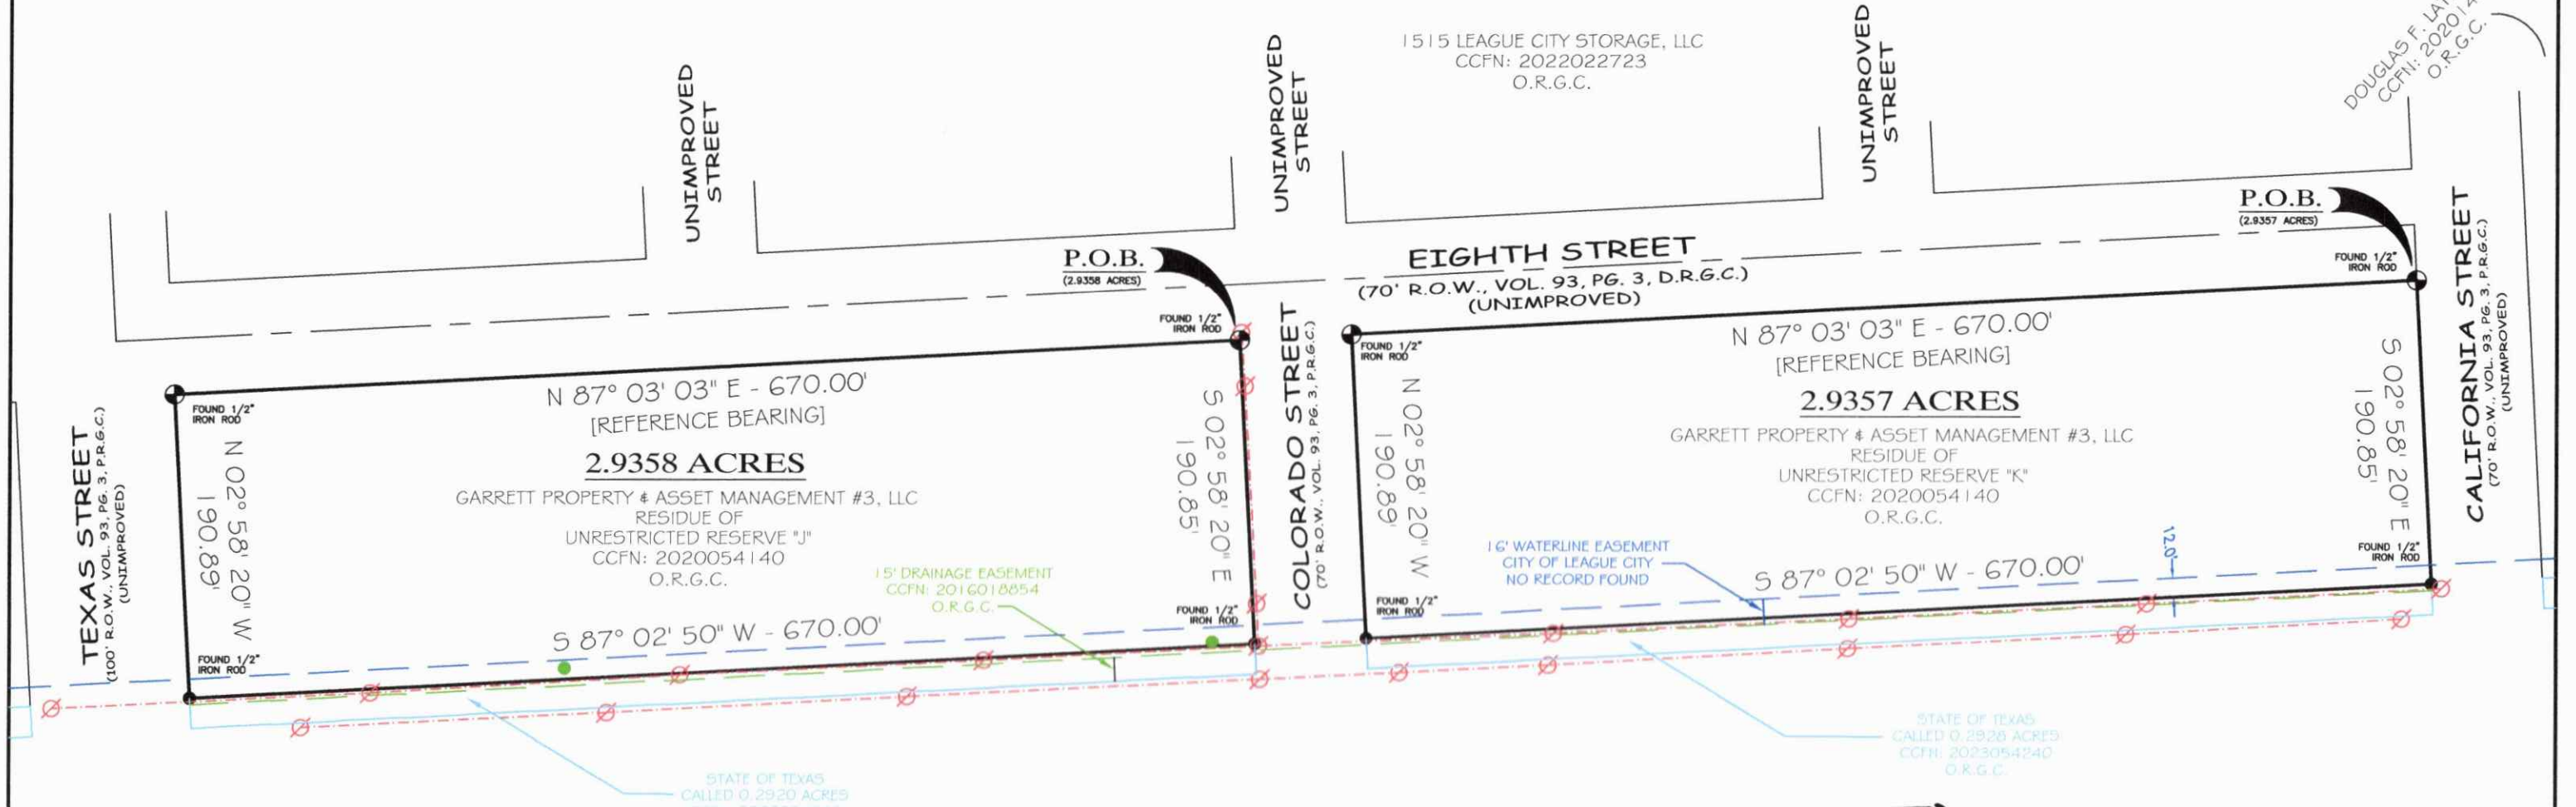 UNIMPROVED
STREET
UNIMPROVED
STREET
1515 LEAGUE CITY STORAGE, LLC
CCFN: 2022022723
O.R.G.C.
UNIMPROVED
STREET
DOUGLAS F.
CCFN:
O.R.G.C.
P.O.B.
(2.9358 ACRES)
FOUND 1/2"
IRON ROD
EIGHTH STREET
(70' R.O.W., VOL. 93, PG. 3, D.R.G.C.)
(UNIMPROVED)
P.O.B.
(2.9357 ACRES)
FOUND 1/2"
IRON ROD
TEXAS STREET
(100' R.O.W., VOL. 93, PG. 3, P.R.G.C.)
(UNIMPROVED)
FOUND 1/2"
IRON ROD
N 02° 58' 20" W
190.89'
FOUND 1/2"
IRON ROD
N 87° 03' 03" E - 670.00'
[REFERENCE BEARING]
2.9358 ACRES
GARRETT PROPERTY & ASSET MANAGEMENT #3, LLC
RESIDUE OF
UNRESTRICTED RESERVE "J"
CCFN: 2020054140
O.R.G.C.
S 87° 02' 50" W - 670.00'
15' DRAINAGE EASEMENT
CCFN: 2016018854
O.R.G.C.
S 02° 58' 20" E
190.85'
FOUND 1/2"
IRON ROD
COLORADO STREET
(70' R.O.W., VOL. 93, PG. 3, P.R.G.C.)
FOUND 1/2"
IRON ROD
N 02° 58' 20" W
190.89'
FOUND 1/2"
IRON ROD
N 87° 03' 03" E - 670.00'
[REFERENCE BEARING]
2.9357 ACRES
GARRETT PROPERTY & ASSET MANAGEMENT #3, LLC
RESIDUE OF
UNRESTRICTED RESERVE "K"
CCFN: 2020054140
O.R.G.C.
16' WATERLINE EASEMENT
CITY OF LEAGUE CITY
NO RECORD FOUND
S 87° 02' 50" W - 670.00'
12.0'
S 02° 58' 20" E
190.85'
FOUND 1/2"
IRON ROD
CALIFORNIA STREET
(70' R.O.W., VOL. 93, PG. 3, P.R.G.C.)
(UNIMPROVED)
STATE OF TEXAS
CALLED 0.2920 ACRES
STATE OF TEXAS
CALLED 0.2928 ACRES
CCFN: 2023054240
O.R.G.C.